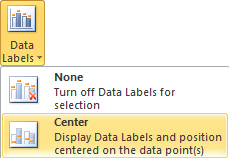 Data
Labels
None
Turn off Data Labels for
selection
Center
Display Data Labels and position
centered on the data point(s)